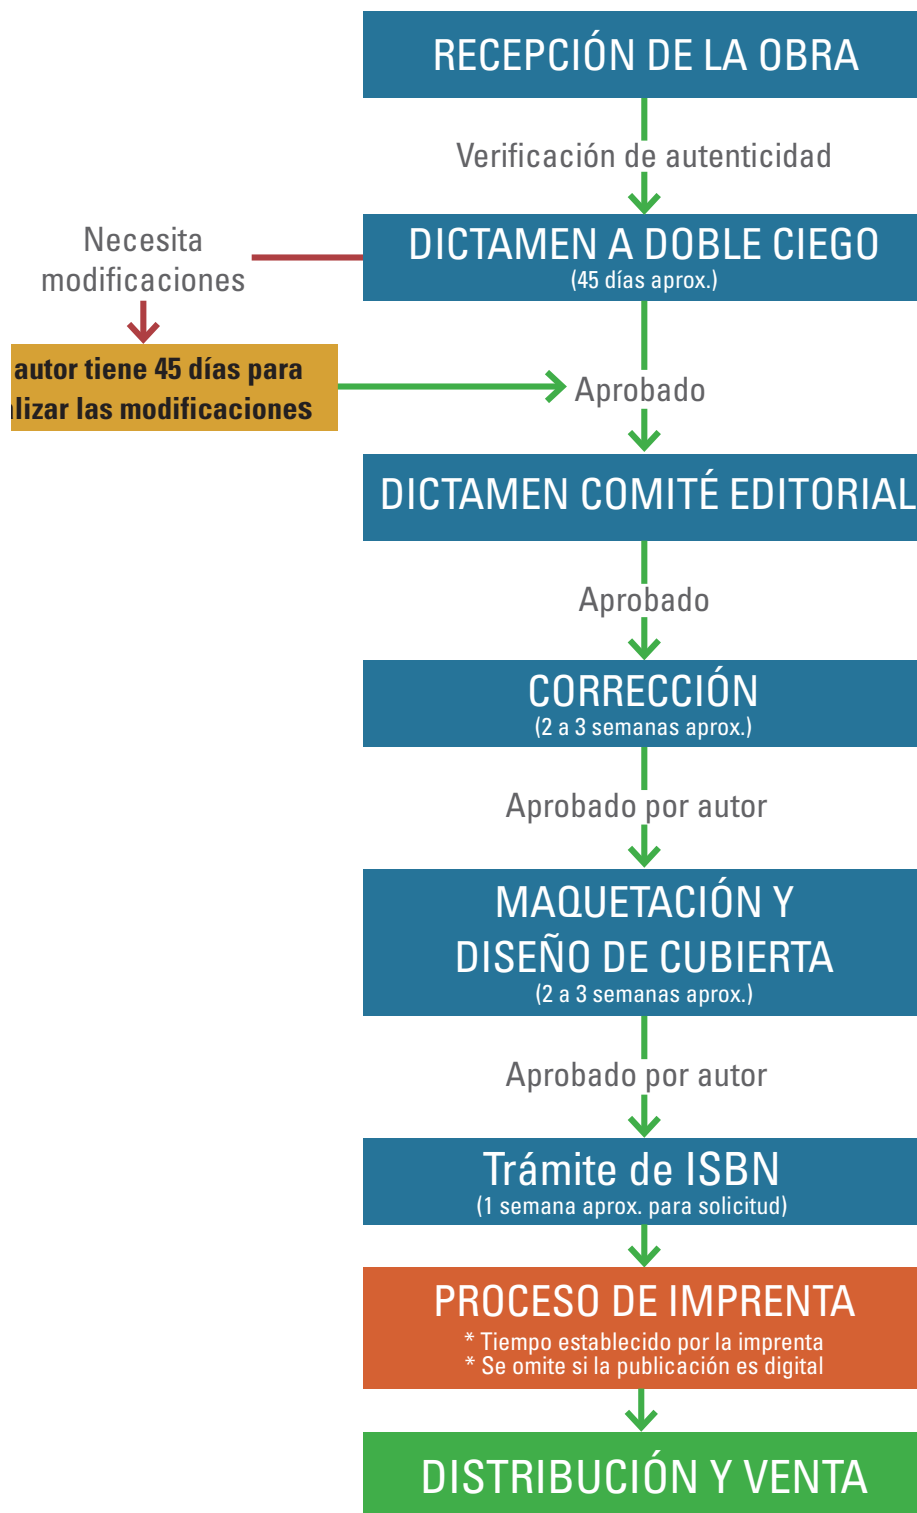 RECEPCIÓN DE LA OBRA
Verificación de autenticidad
DICTAMEN A DOBLE CIEGO
(45 días aprox.)
Necesita
modificaciones
autor tiene 45 días para
lizar las modificaciones
Aprobado
DICTAMEN COMITÉ EDITORIAL
Aprobado
CORRECCIÓN
(2 a 3 semanas aprox.)
Aprobado por autor
MAQUETACIÓN Y
DISEÑO DE CUBIERTA
(2 a 3 semanas aprox.)
Aprobado por autor
Trámite de ISBN
(1 semana aprox. para solicitud)
PROCESO DE IMPRENTA
* Tiempo establecido por la imprenta
* Se omite si la publicación es digital
DISTRIBUCIÓN Y VENTA